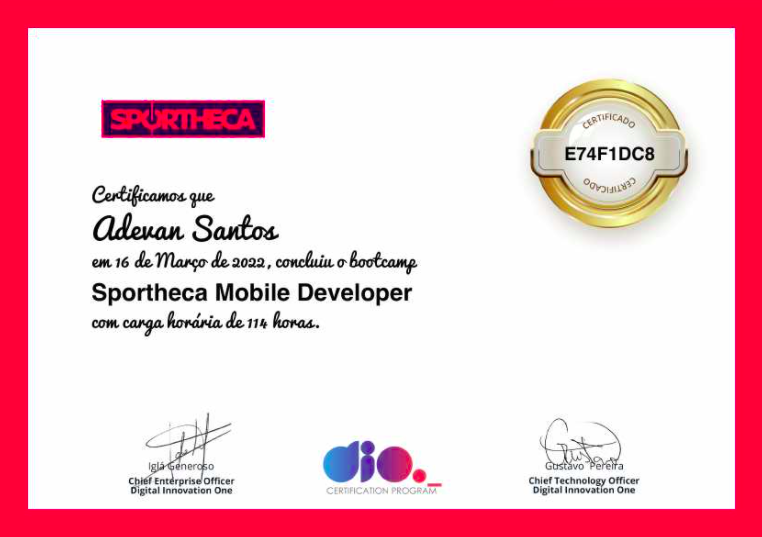 SPORTHECA
CERTIFICADO
E74F1DC8
CERTIFICADO
Certificamos que
Adevan Santos
em 16 de Março de 2022, concluiu o bootcamp
Sportheca Mobile Developer
com carga horária de 114 horas.
Iglá Generoso
Chief Enterprise Officer
Digital Innovation One
dio._
CERTIFICATION PROGRAM
Gustavo Pereira
Chief Technology Officer
Digital Innovation One